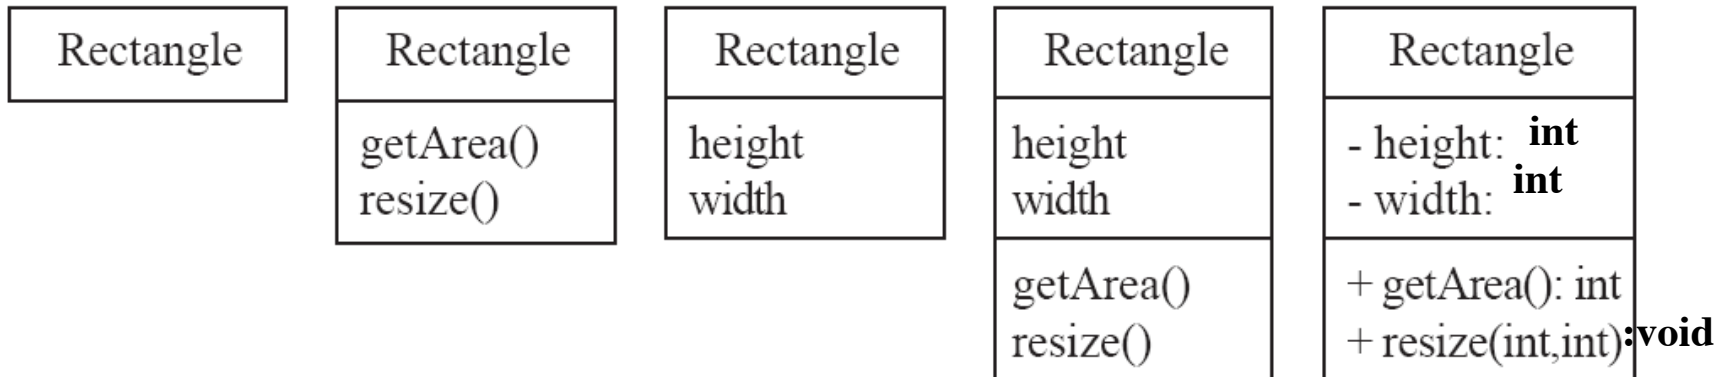 Rectangle
Rectangle
getArea()
resize()
Rectangle
height
width
Rectangle
height
width
getArea()
resize()
Rectangle
- height: int
- width: int
+ getArea(): int
+ resize(int,int):void